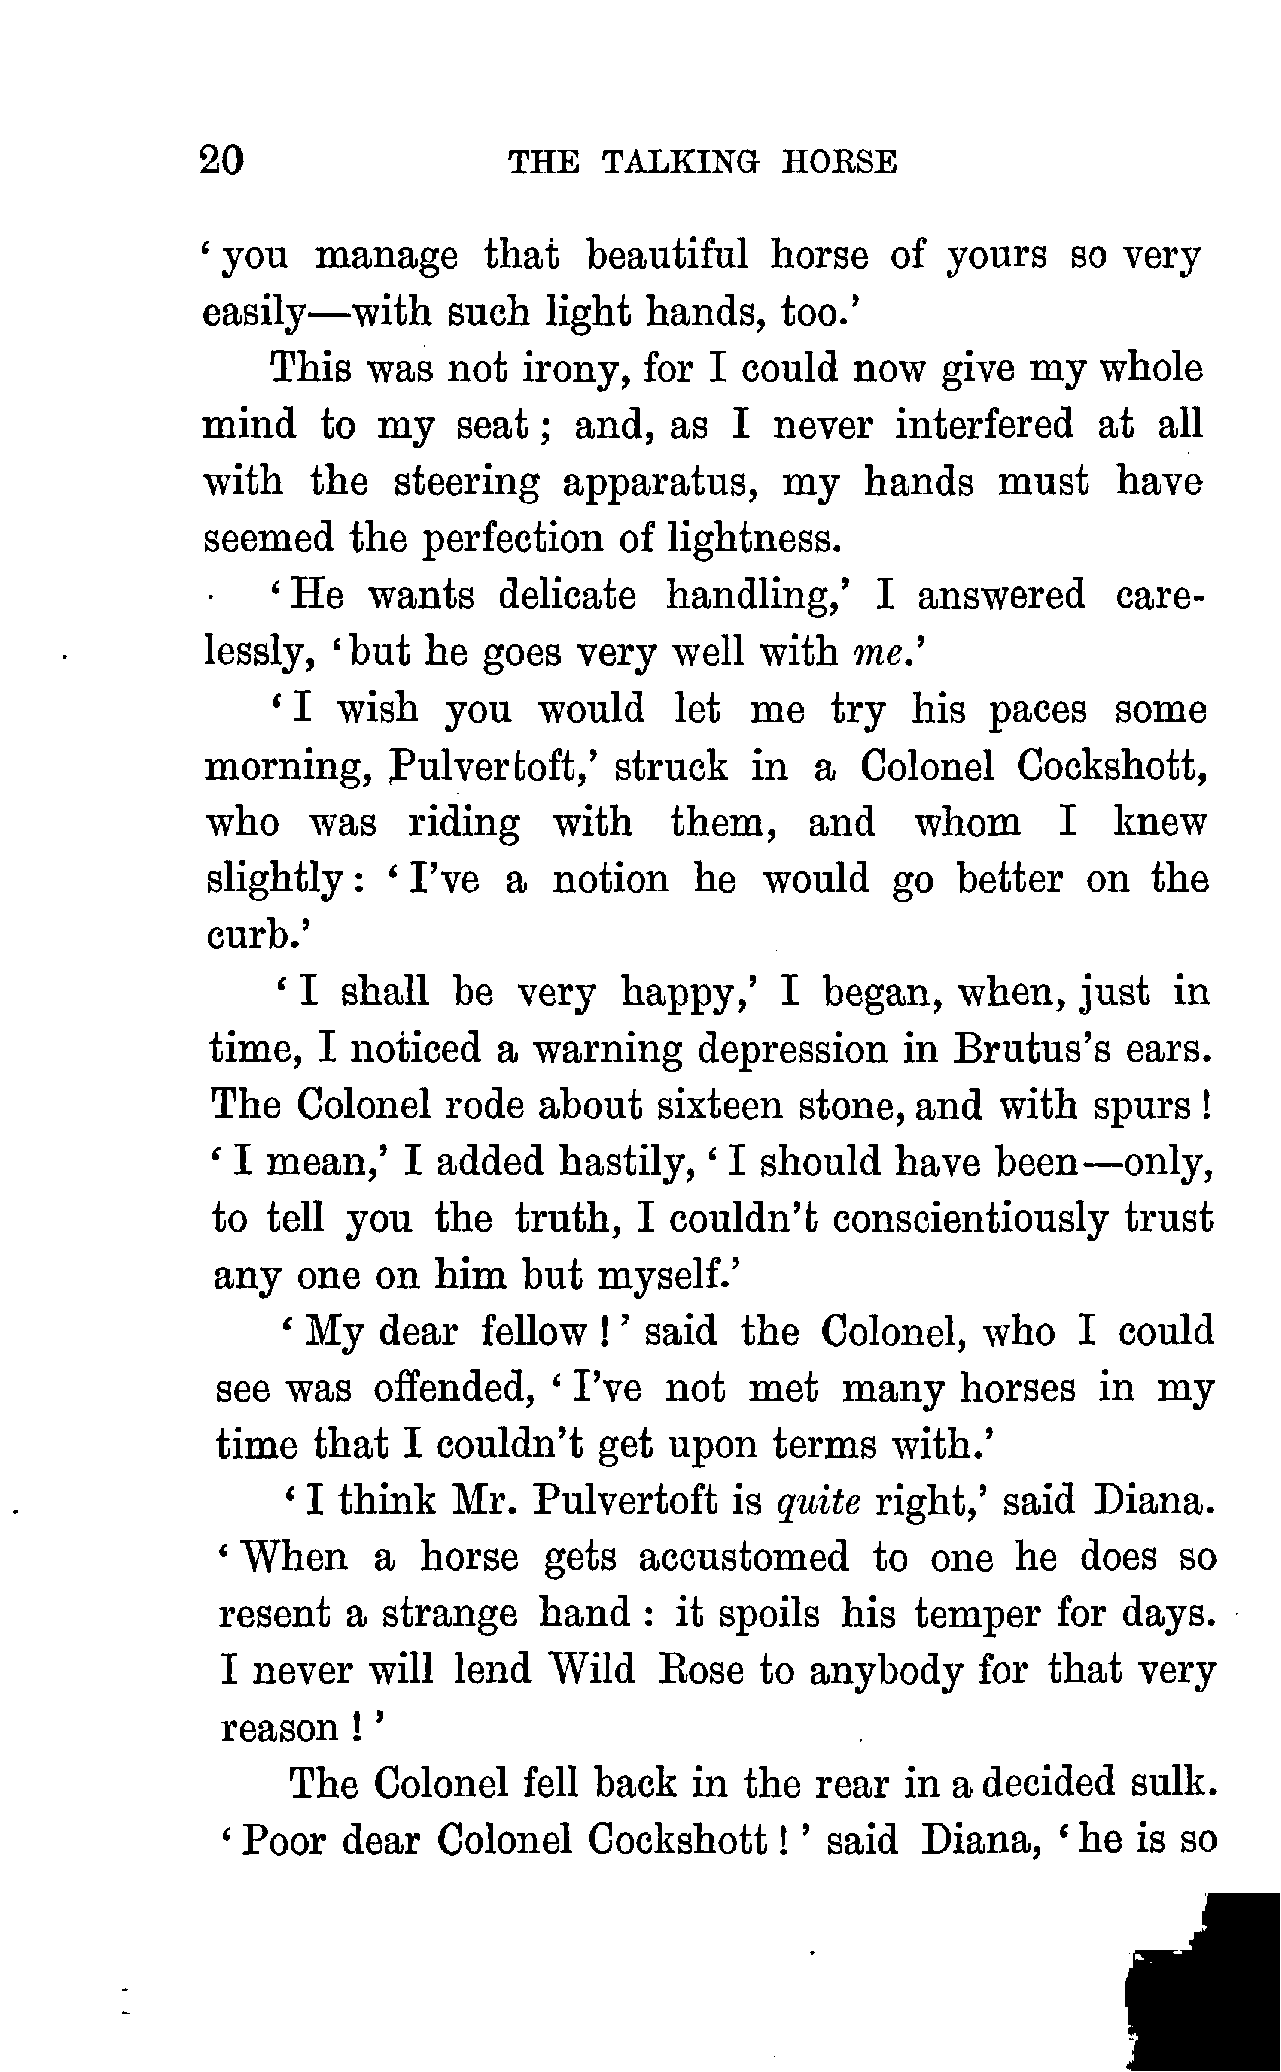 20 THE TALKING HORSE
‘ you manage that beautiful horse of yours so very
easily—with such light hands, too.’
This was not irony, for I could now give my whole
mind to my seat ; and, as I never interfered at all
with the steering apparatus, my hands must have
seemed the perfection of lightness.
‘ He wants delicate handling,’ I answered care-
lessly, ‘ but he goes very well with me.’
‘ I wish you would let me try his paces some
morning, Pulvertoft,’ struck in a Colonel Cockshott,
who was riding with them, and whom I knew
slightly : ‘ I’ve a notion he would go better on the
curb.’
‘ I shall be very happy,’ I began, when, just in
time, I noticed a warning depression in Brutus’s ears.
The Colonel rode about sixteen stone, and with spurs !
‘ I mean,’ I added hastily, ‘ I should have been—only,
to tell you the truth, I couldn’t conscientiously trust
any one on him but myself.’
‘ My dear fellow ! ’ said the Colonel, who I could
see was offended, ‘ I’ve not met many horses in my
time that I couldn’t get upon terms with.’
‘ I think Mr. Pulvertoft is quite right,’ said Diana.
‘ When a horse gets accustomed to one he does so
resent a strange hand : it spoils his temper for days.
I never will lend Wild Rose to anybody for that very
reason ! ’
The Colonel fell back in the rear in a decided sulk.
‘ Poor dear Colonel Cockshott ! ’ said Diana, ‘ he is so